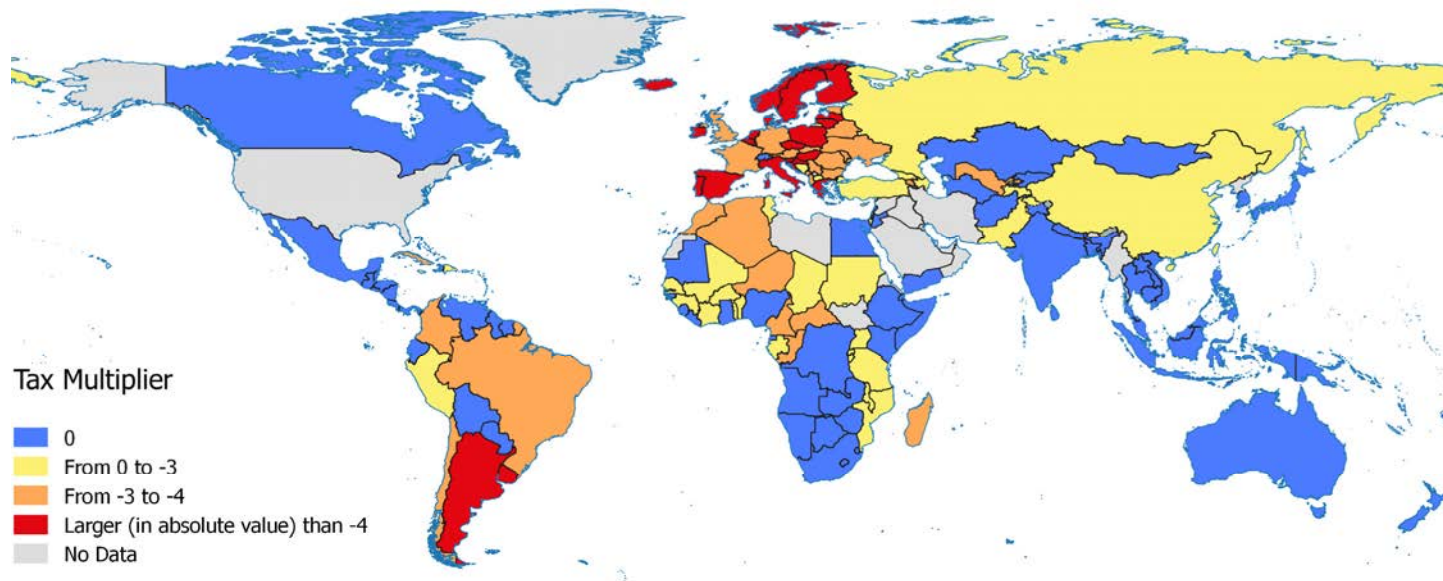 Tax Multiplier
0
From 0 to -3
From -3 to -4
Larger (in absolute value) than -4
No Data